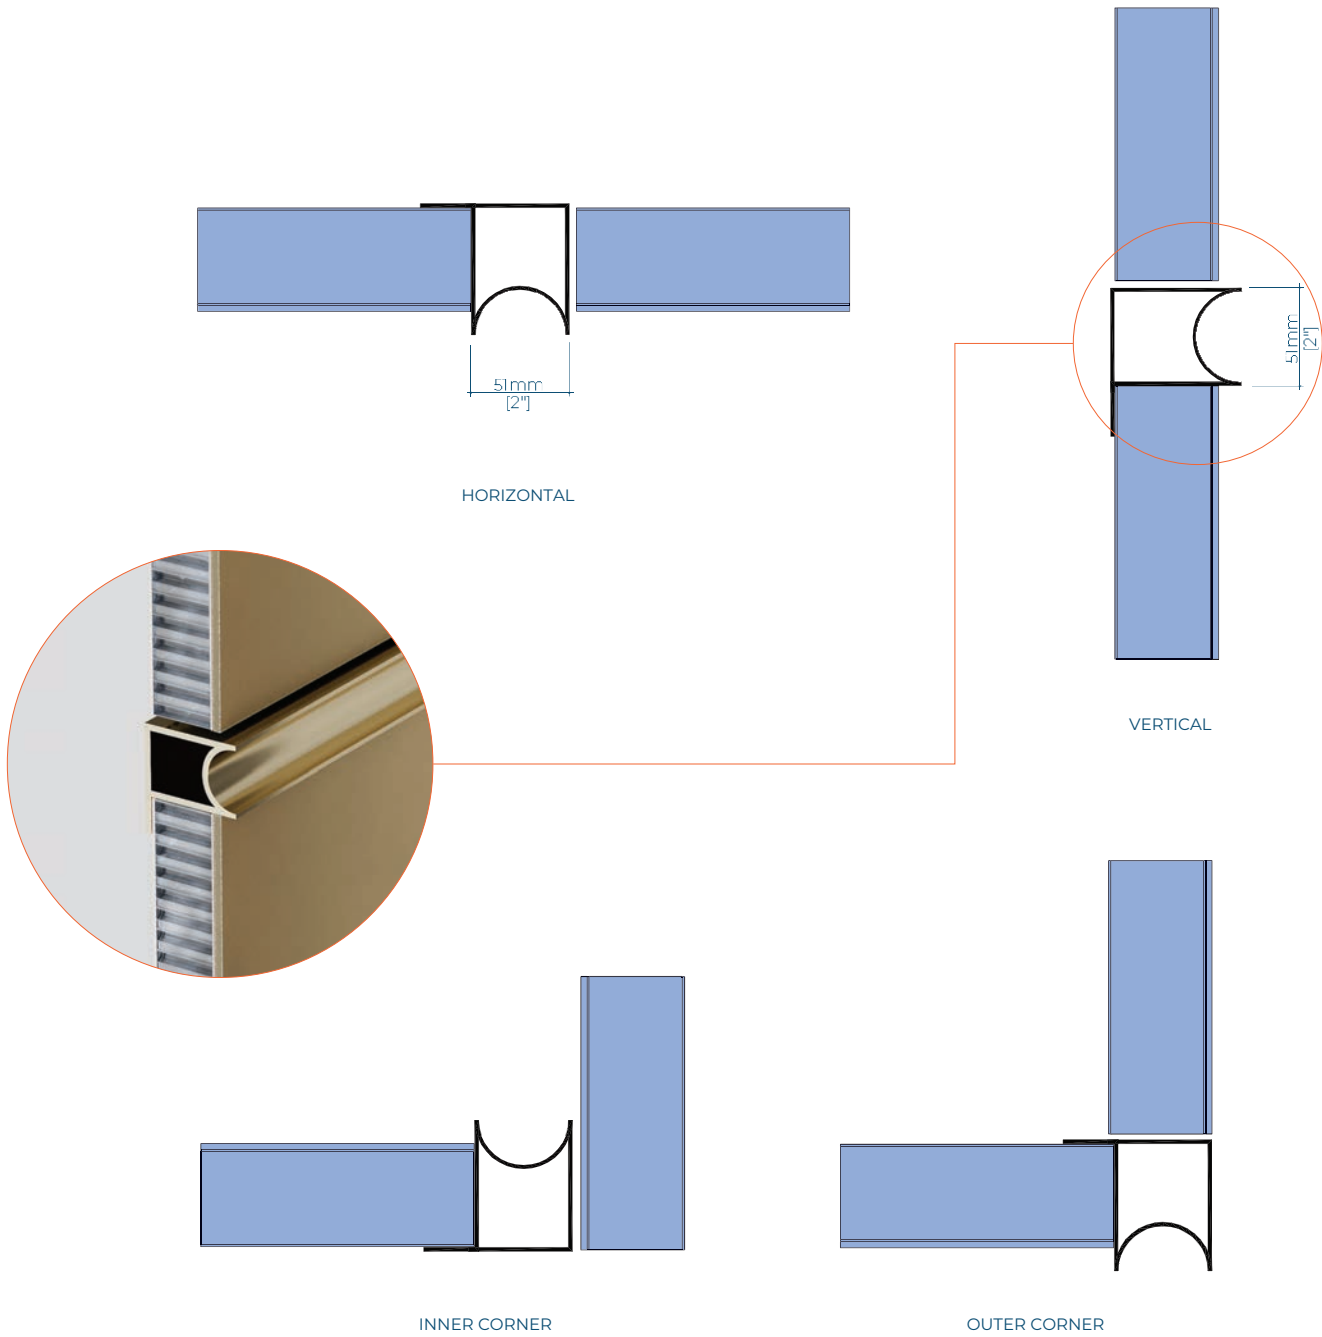 51mm
[2"]
51mm
[2"]
HORIZONTAL
VERTICAL
INNER CORNER
OUTER CORNER